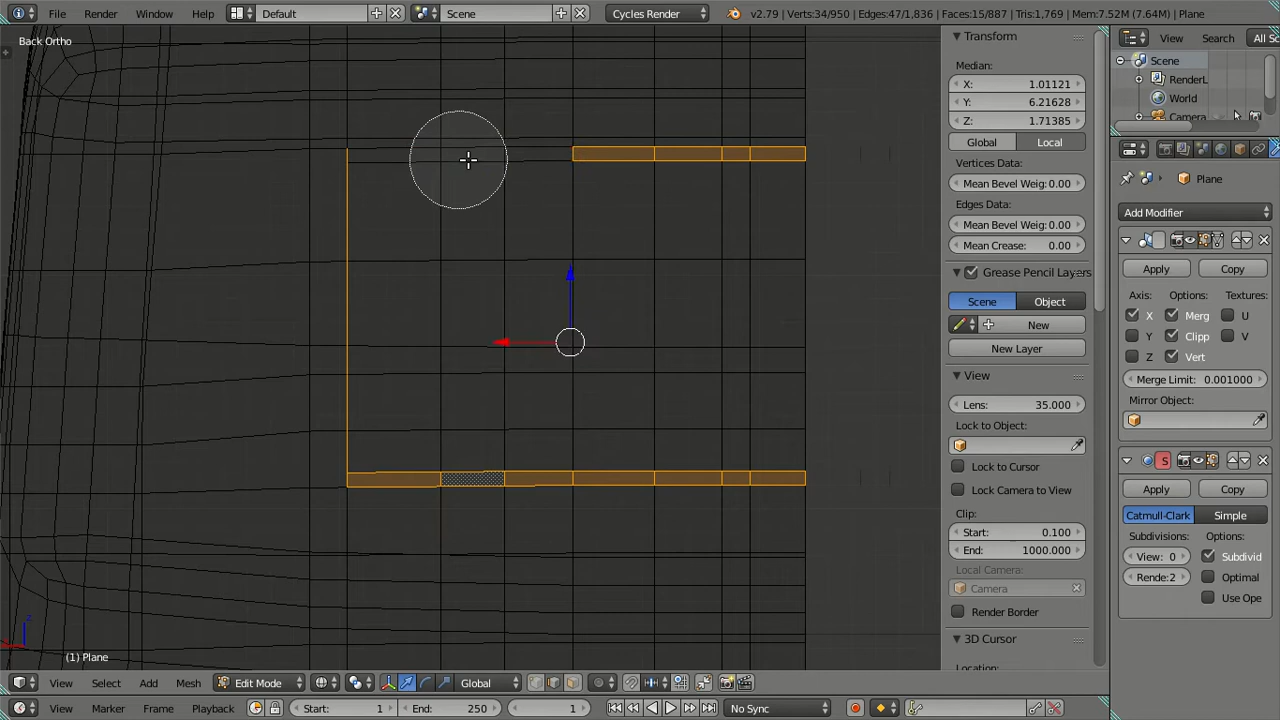 File Render Window Help Default Scene Cycles Render v2.79 | Verts:34/950 | Edges:47/1,836 | Faces:15/887 | Tris:1,769 | Mem:7.52M (7.64M) | Plane
Back Ortho
Transform
Median:
X: 1.01121
Y: 6.21628
Z: 1.71385
Global Local
Vertices Data:
Mean Bevel Weig: 0.00
Edges Data:
Mean Bevel Weig: 0.00
Mean Crease: 0.00
Grease Pencil Layers
Scene Object
New
New Layer
View
Lens: 35.000
Lock to Object:
Lock to Cursor
Lock Camera to View
Clip:
Start: 0.100
End: 1000.000
Local Camera:
Camera
Render Border
3D Cursor
Location:
View Search All Sc
Scene
RenderL
World
Camera
Plane
Add Modifier
Apply Copy
Axis: Options: Textures:
X Merg U
Y Clipp V
Z Vert
Merge Limit: 0.001000
Mirror Object:
S
Apply Copy
Catmull-Clark Simple
Subdivisions: Options:
View: 0 Subdivid
Rende: 2 Optimal
Use Ope
z
(1) Plane
View Select Add Mesh Edit Mode Global
View Marker Frame Playback Start: 1 End: 250 1 No Sync